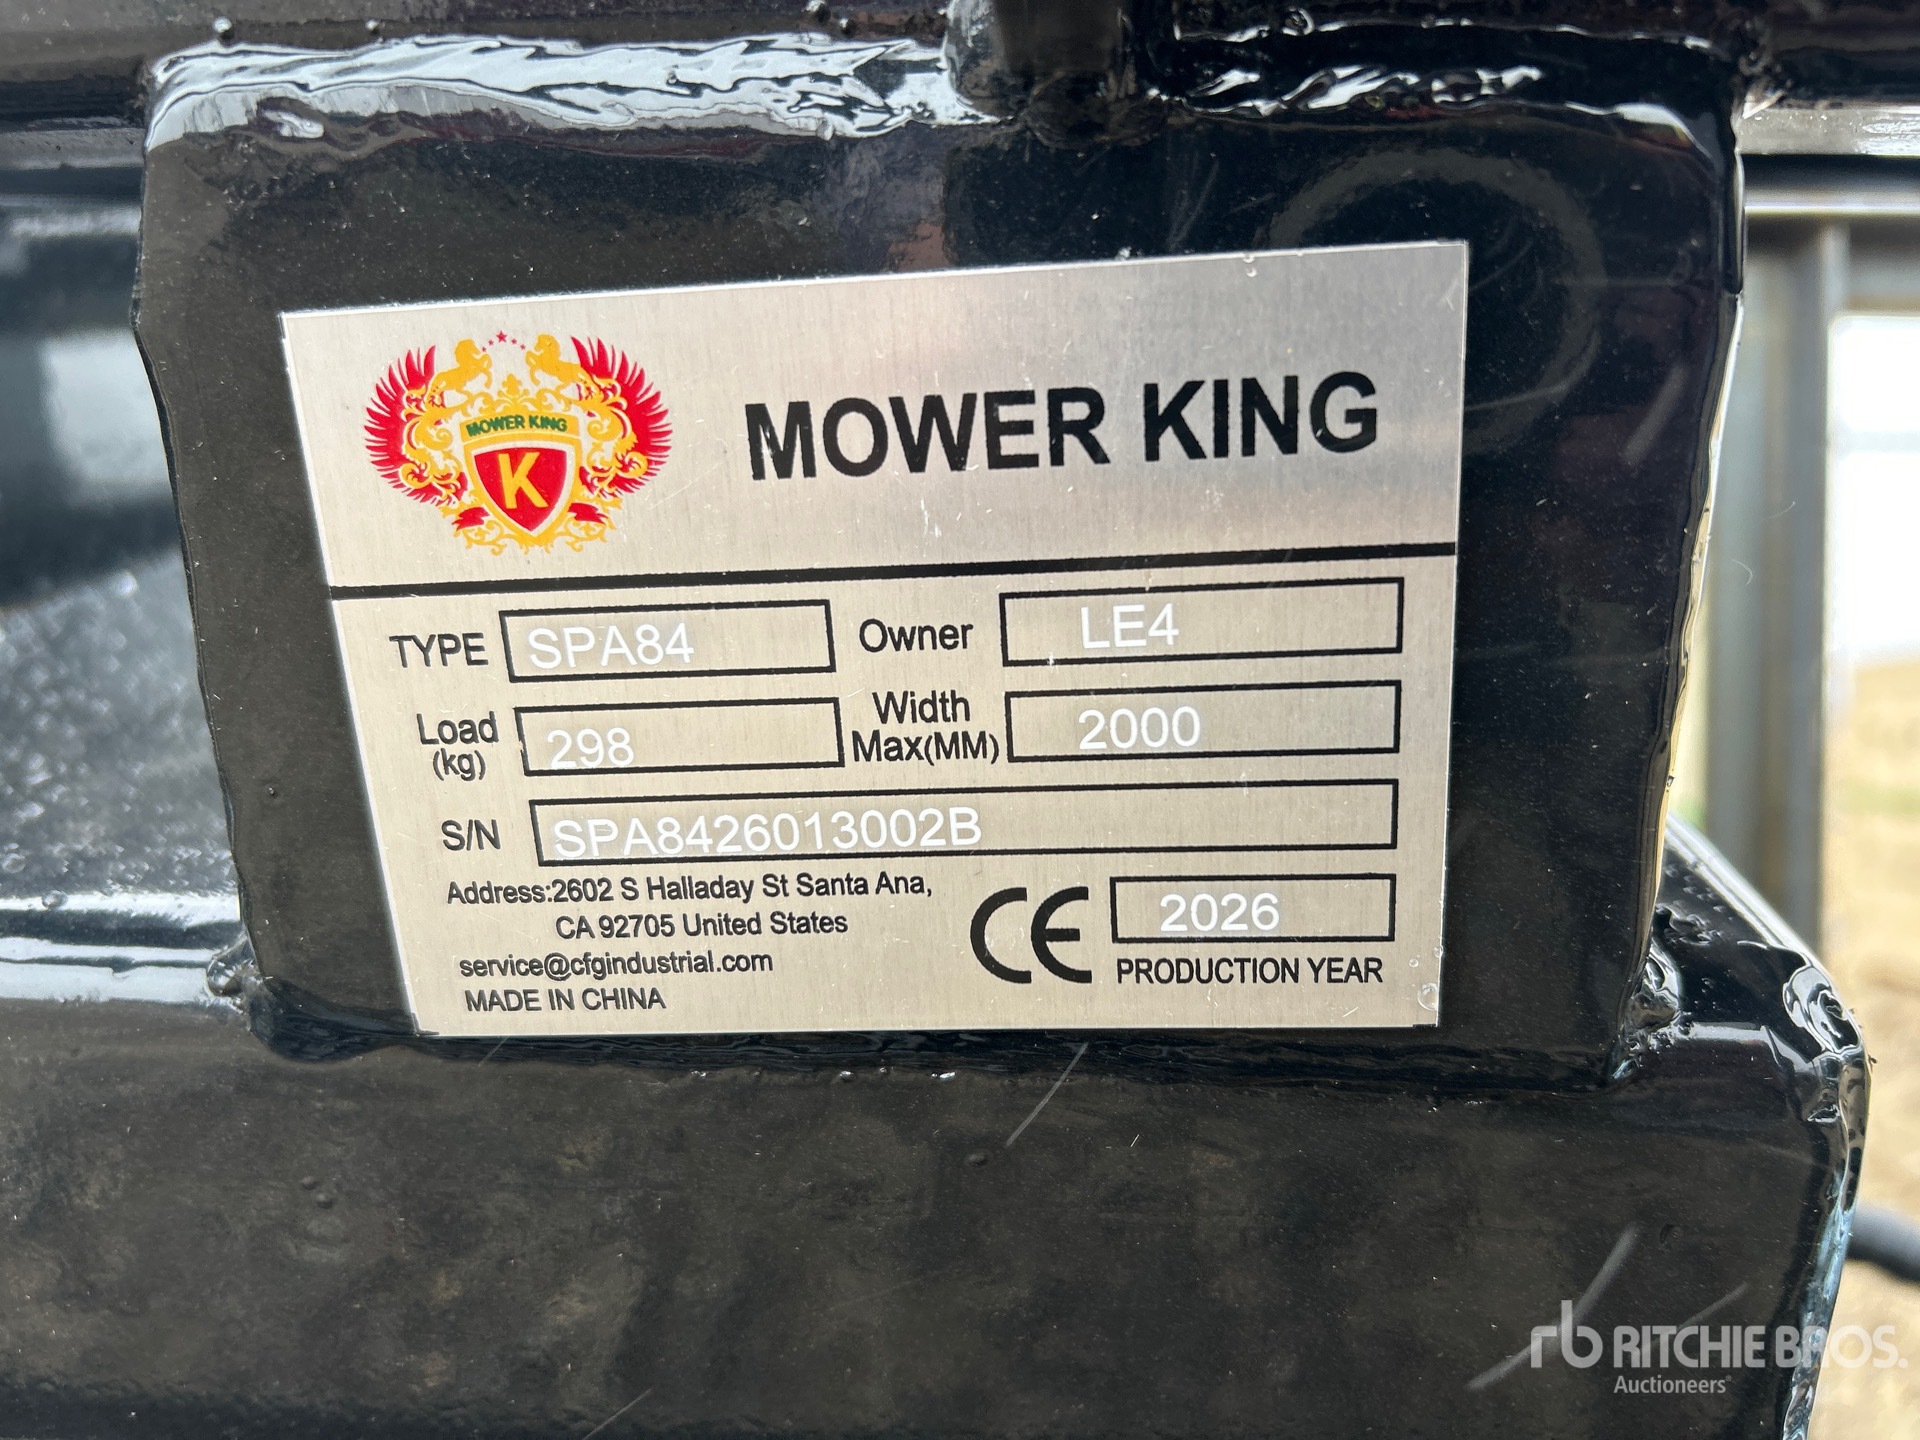 MOWER KING
K
MOWER KING
TYPE SPA84 Owner LE4
Load (kg) 298 Width Max(MM) 2000
S/N SPA8426013002B
Address:2602 S Halladay St Santa Ana,
CA 92705 United States
service@cfgindustrial.com
MADE IN CHINA
CE 2026
PRODUCTION YEAR
rb RITCHIE BROS.
Auctioneers